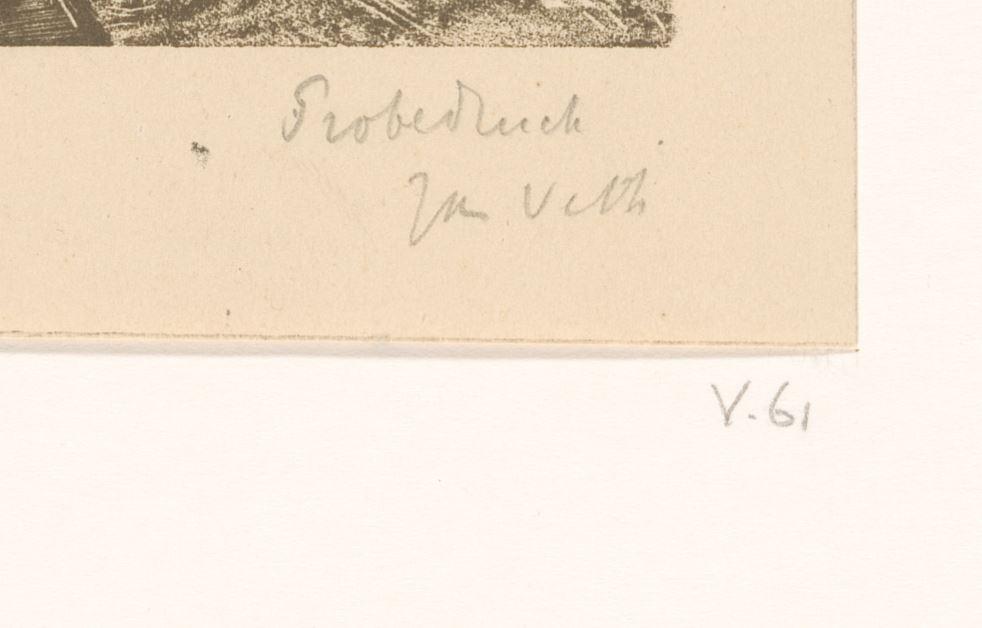 Probedruck
Jan Veth
V. 61